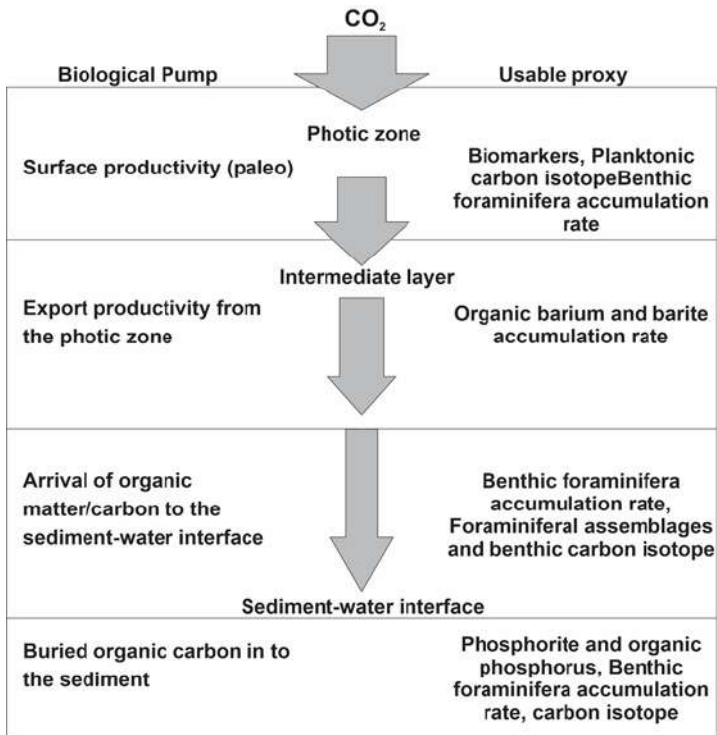 CO₂
Biological Pump
Usable proxy
Photic zone
Surface productivity (paleo)
Biomarkers, Planktonic
carbon isotopeBenthic
foraminifera accumulation
rate
Intermediate layer
Export productivity from
the photic zone
Organic barium and barite
accumulation rate
Arrival of organic
matter/carbon to the
sediment-water interface
Benthic foraminifera
accumulation rate,
Foraminiferal assemblages
and benthic carbon isotope
Sediment-water interface
Buried organic carbon in to
the sediment
Phosphorite and organic
phosphorus, Benthic
foraminifera accumulation
rate, carbon isotope